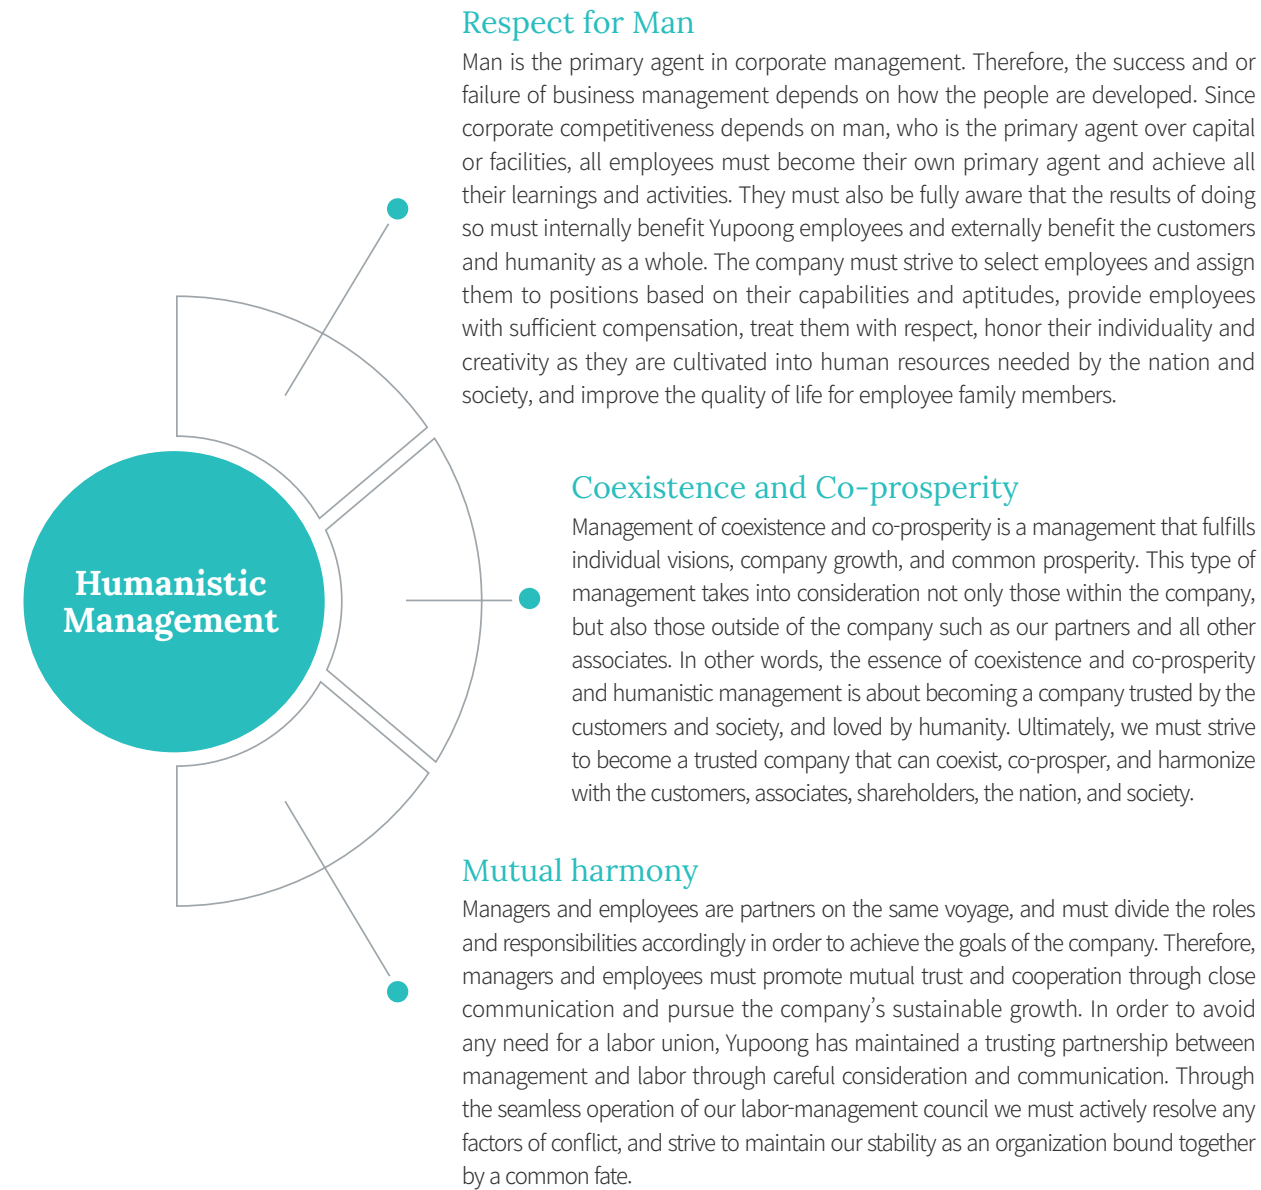 Respect for Man
Man is the primary agent in corporate management. Therefore, the success and or
failure of business management depends on how the people are developed. Since
corporate competitiveness depends on man, who is the primary agent over capital
or facilities, all employees must become their own primary agent and achieve all
their learnings and activities. They must also be fully aware that the results of doing
so must internally benefit Yupoong employees and externally benefit the customers
and humanity as a whole. The company must strive to select employees and assign
them to positions based on their capabilities and aptitudes, provide employees
with sufficient compensation, treat them with respect, honor their individuality and
creativity as they are cultivated into human resources needed by the nation and
society, and improve the quality of life for employee family members.
Humanistic
Management
Coexistence and Co-prosperity
Management of coexistence and co-prosperity is a management that fulfills
individual visions, company growth, and common prosperity. This type of
management takes into consideration not only those within the company,
but also those outside of the company such as our partners and all other
associates. In other words, the essence of coexistence and co-prosperity
and humanistic management is about becoming a company trusted by the
customers and society, and loved by humanity. Ultimately, we must strive
to become a trusted company that can coexist, co-prosper, and harmonize
with the customers, associates, shareholders, the nation, and society.
Mutual harmony
Managers and employees are partners on the same voyage, and must divide the roles
and responsibilities accordingly in order to achieve the goals of the company. Therefore,
managers and employees must promote mutual trust and cooperation through close
communication and pursue the company’s sustainable growth. In order to avoid
any need for a labor union, Yupoong has maintained a trusting partnership between
management and labor through careful consideration and communication. Through
the seamless operation of our labor-management council we must actively resolve any
factors of conflict, and strive to maintain our stability as an organization bound together
by a common fate.